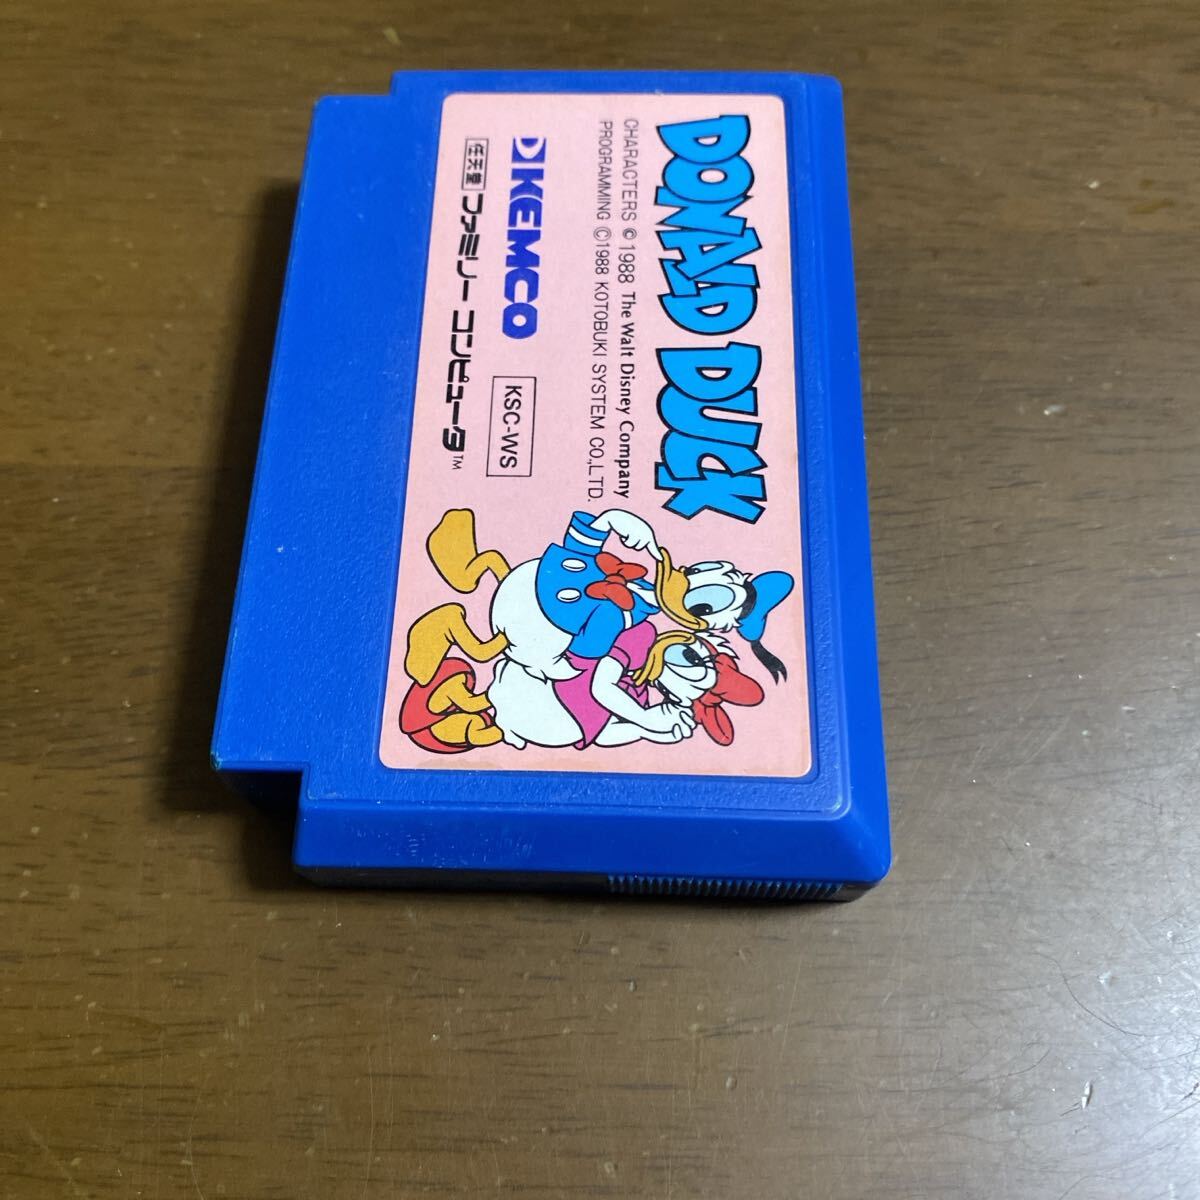 DONALD DUCK
CHARACTERS © 1988 The Walt Disney Company
PROGRAMMING ©1988 KOTOBUKI SYSTEM CO.,LTD.
KEMCO
KSC-WS
任天堂 ファミリー コンピュータ™